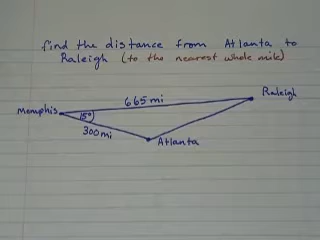 find the distance from Atlanta to
Raleigh (to the nearest whole mile)
Raleigh
665 mi
Memphis
15°
300 mi
Atlanta